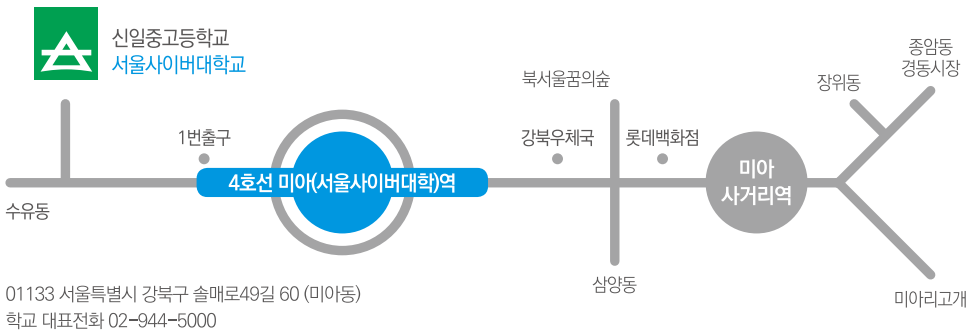 신일중고등학교
서울사이버대학교
종암동
경동시장
북서울꿈의숲
장위동
1번출구
강북우체국
롯데백화점
4호선 미아(서울사이버대학)역
미아
사거리역
수유동
삼양동
미아리고개
01133 서울특별시 강북구 솔매로49길 60 (미아동)
학교 대표전화 02-944-5000